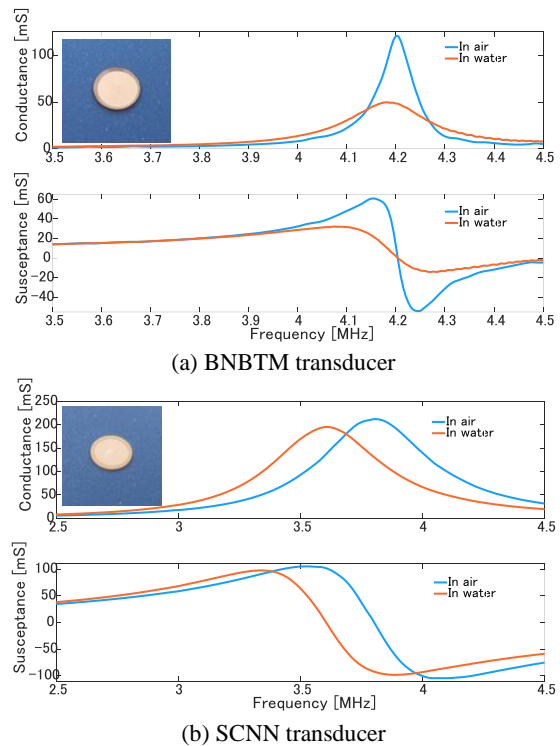 Conductance [mS]
100
50
0
In air
In water
3.5 3.6 3.7 3.8 3.9 4 4.1 4.2 4.3 4.4 4.5
Susceptance [mS]
60
40
20
0
-20
-40
In air
In water
3.5 3.6 3.7 3.8 3.9 4 4.1 4.2 4.3 4.4 4.5
Frequency [MHz]
(a) BNBTM transducer
Conductance [mS]
250
200
150
100
50
0
In air
In water
2.5 3 3.5 4 4.5
Susceptance [mS]
100
50
0
-50
-100
In air
In water
2.5 3 3.5 4 4.5
Frequency [MHz]
(b) SCNN transducer